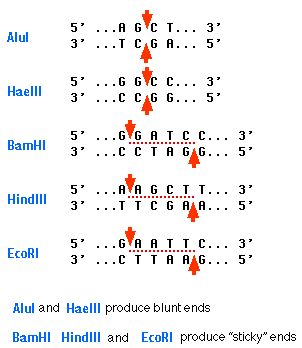 5' ...A G C T... 3'
AluI
3' ...T C G A... 5'
5' ...G G C C... 3'
HaeIII
3' ...C C G G... 5'
5' ...G G A T C C... 3'
BamHI
3' ...C C T A G G... 5'
5' ...A A G C T T... 3'
HindIII
3' ...T T C G A A... 5'
5' ...G A A T T C... 3'
EcoRI
3' ...C T T A A G... 5'
AluI and HaeIII produce blunt ends
BamHI HindIII and EcoRI produce “sticky” ends